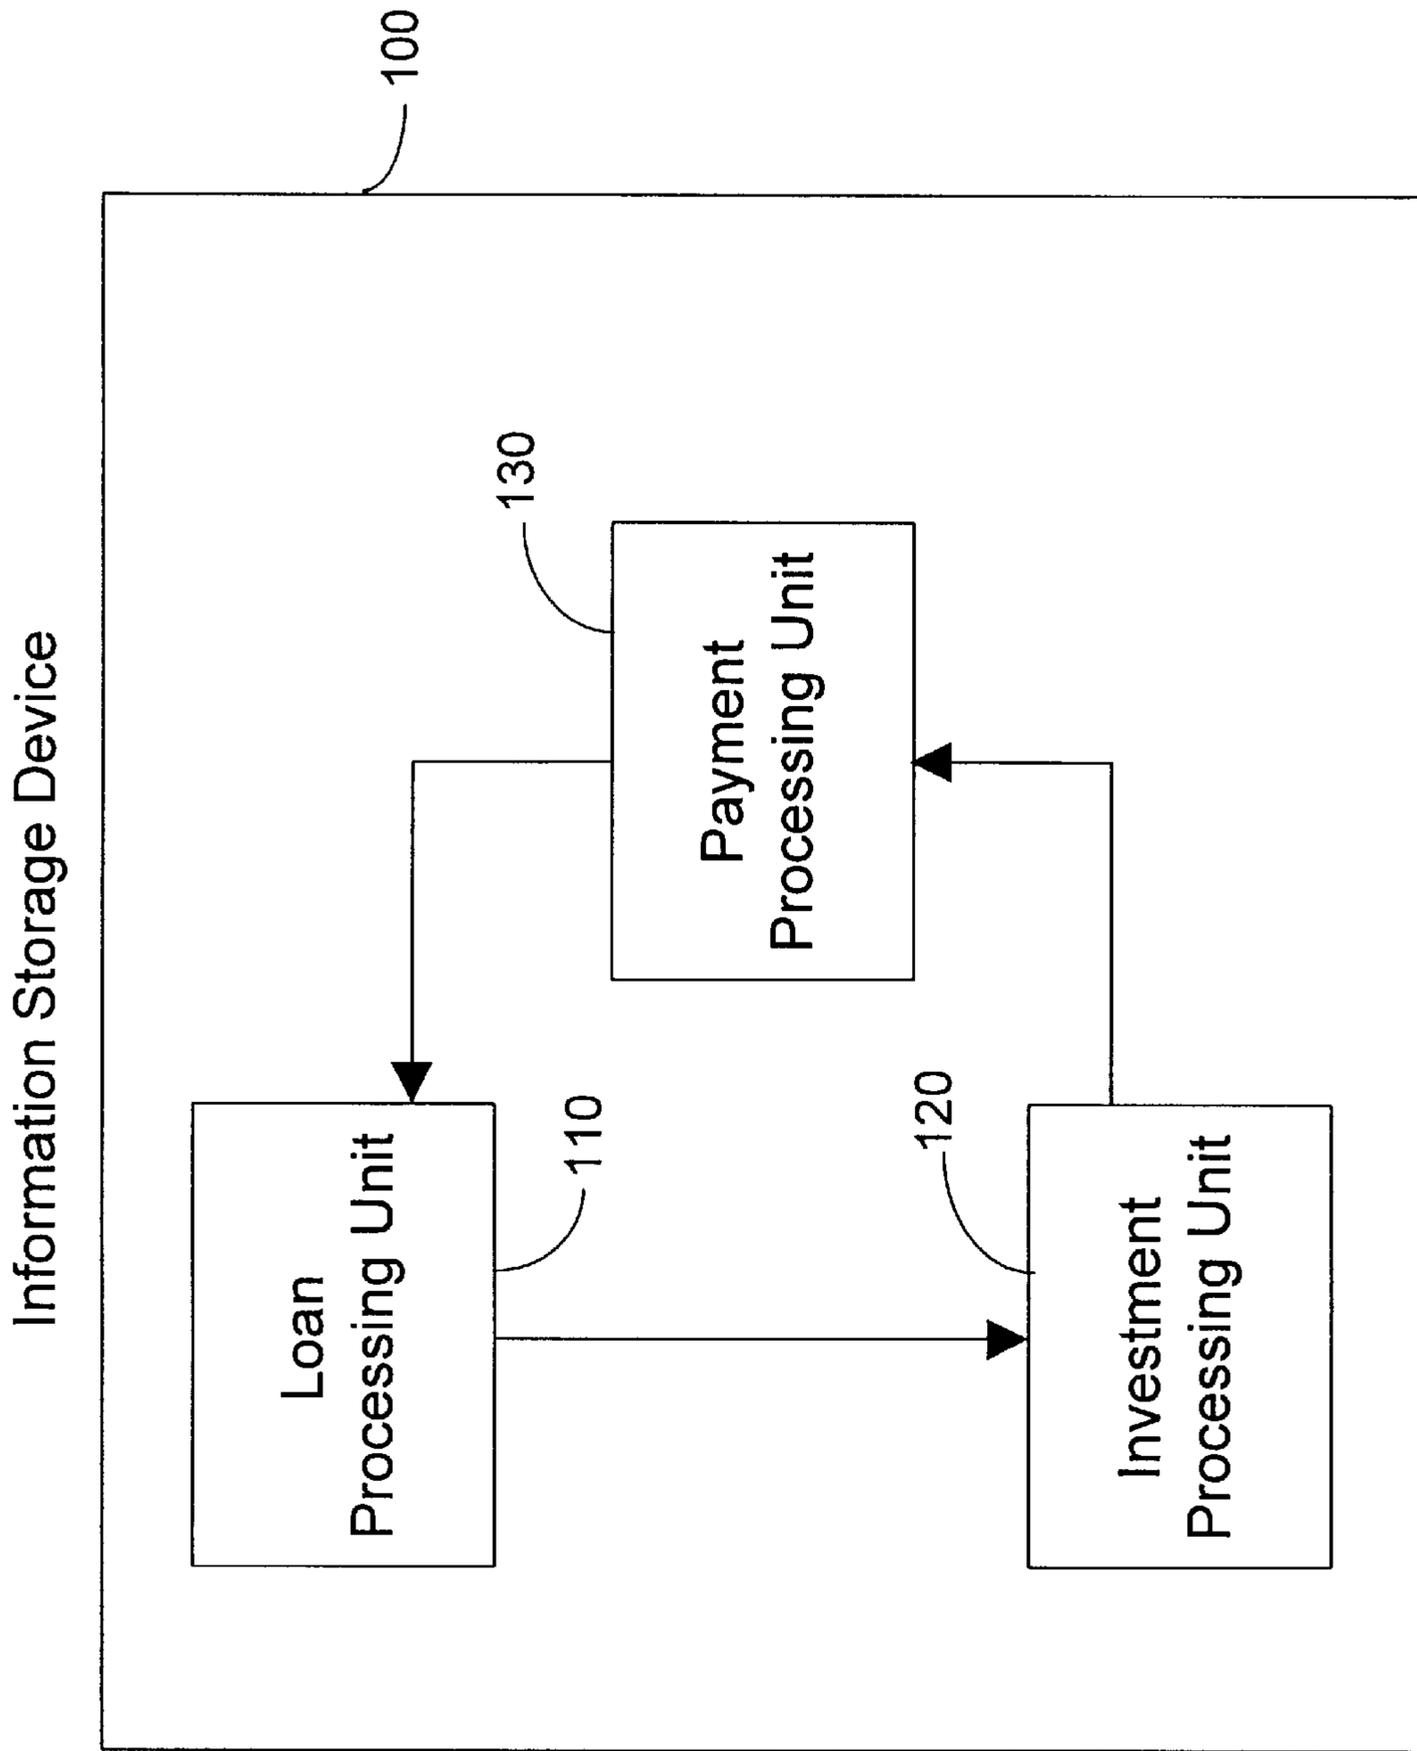 Information Storage Device
100
Loan
Processing Unit
110
Payment
Processing Unit
130
Investment
Processing Unit
120